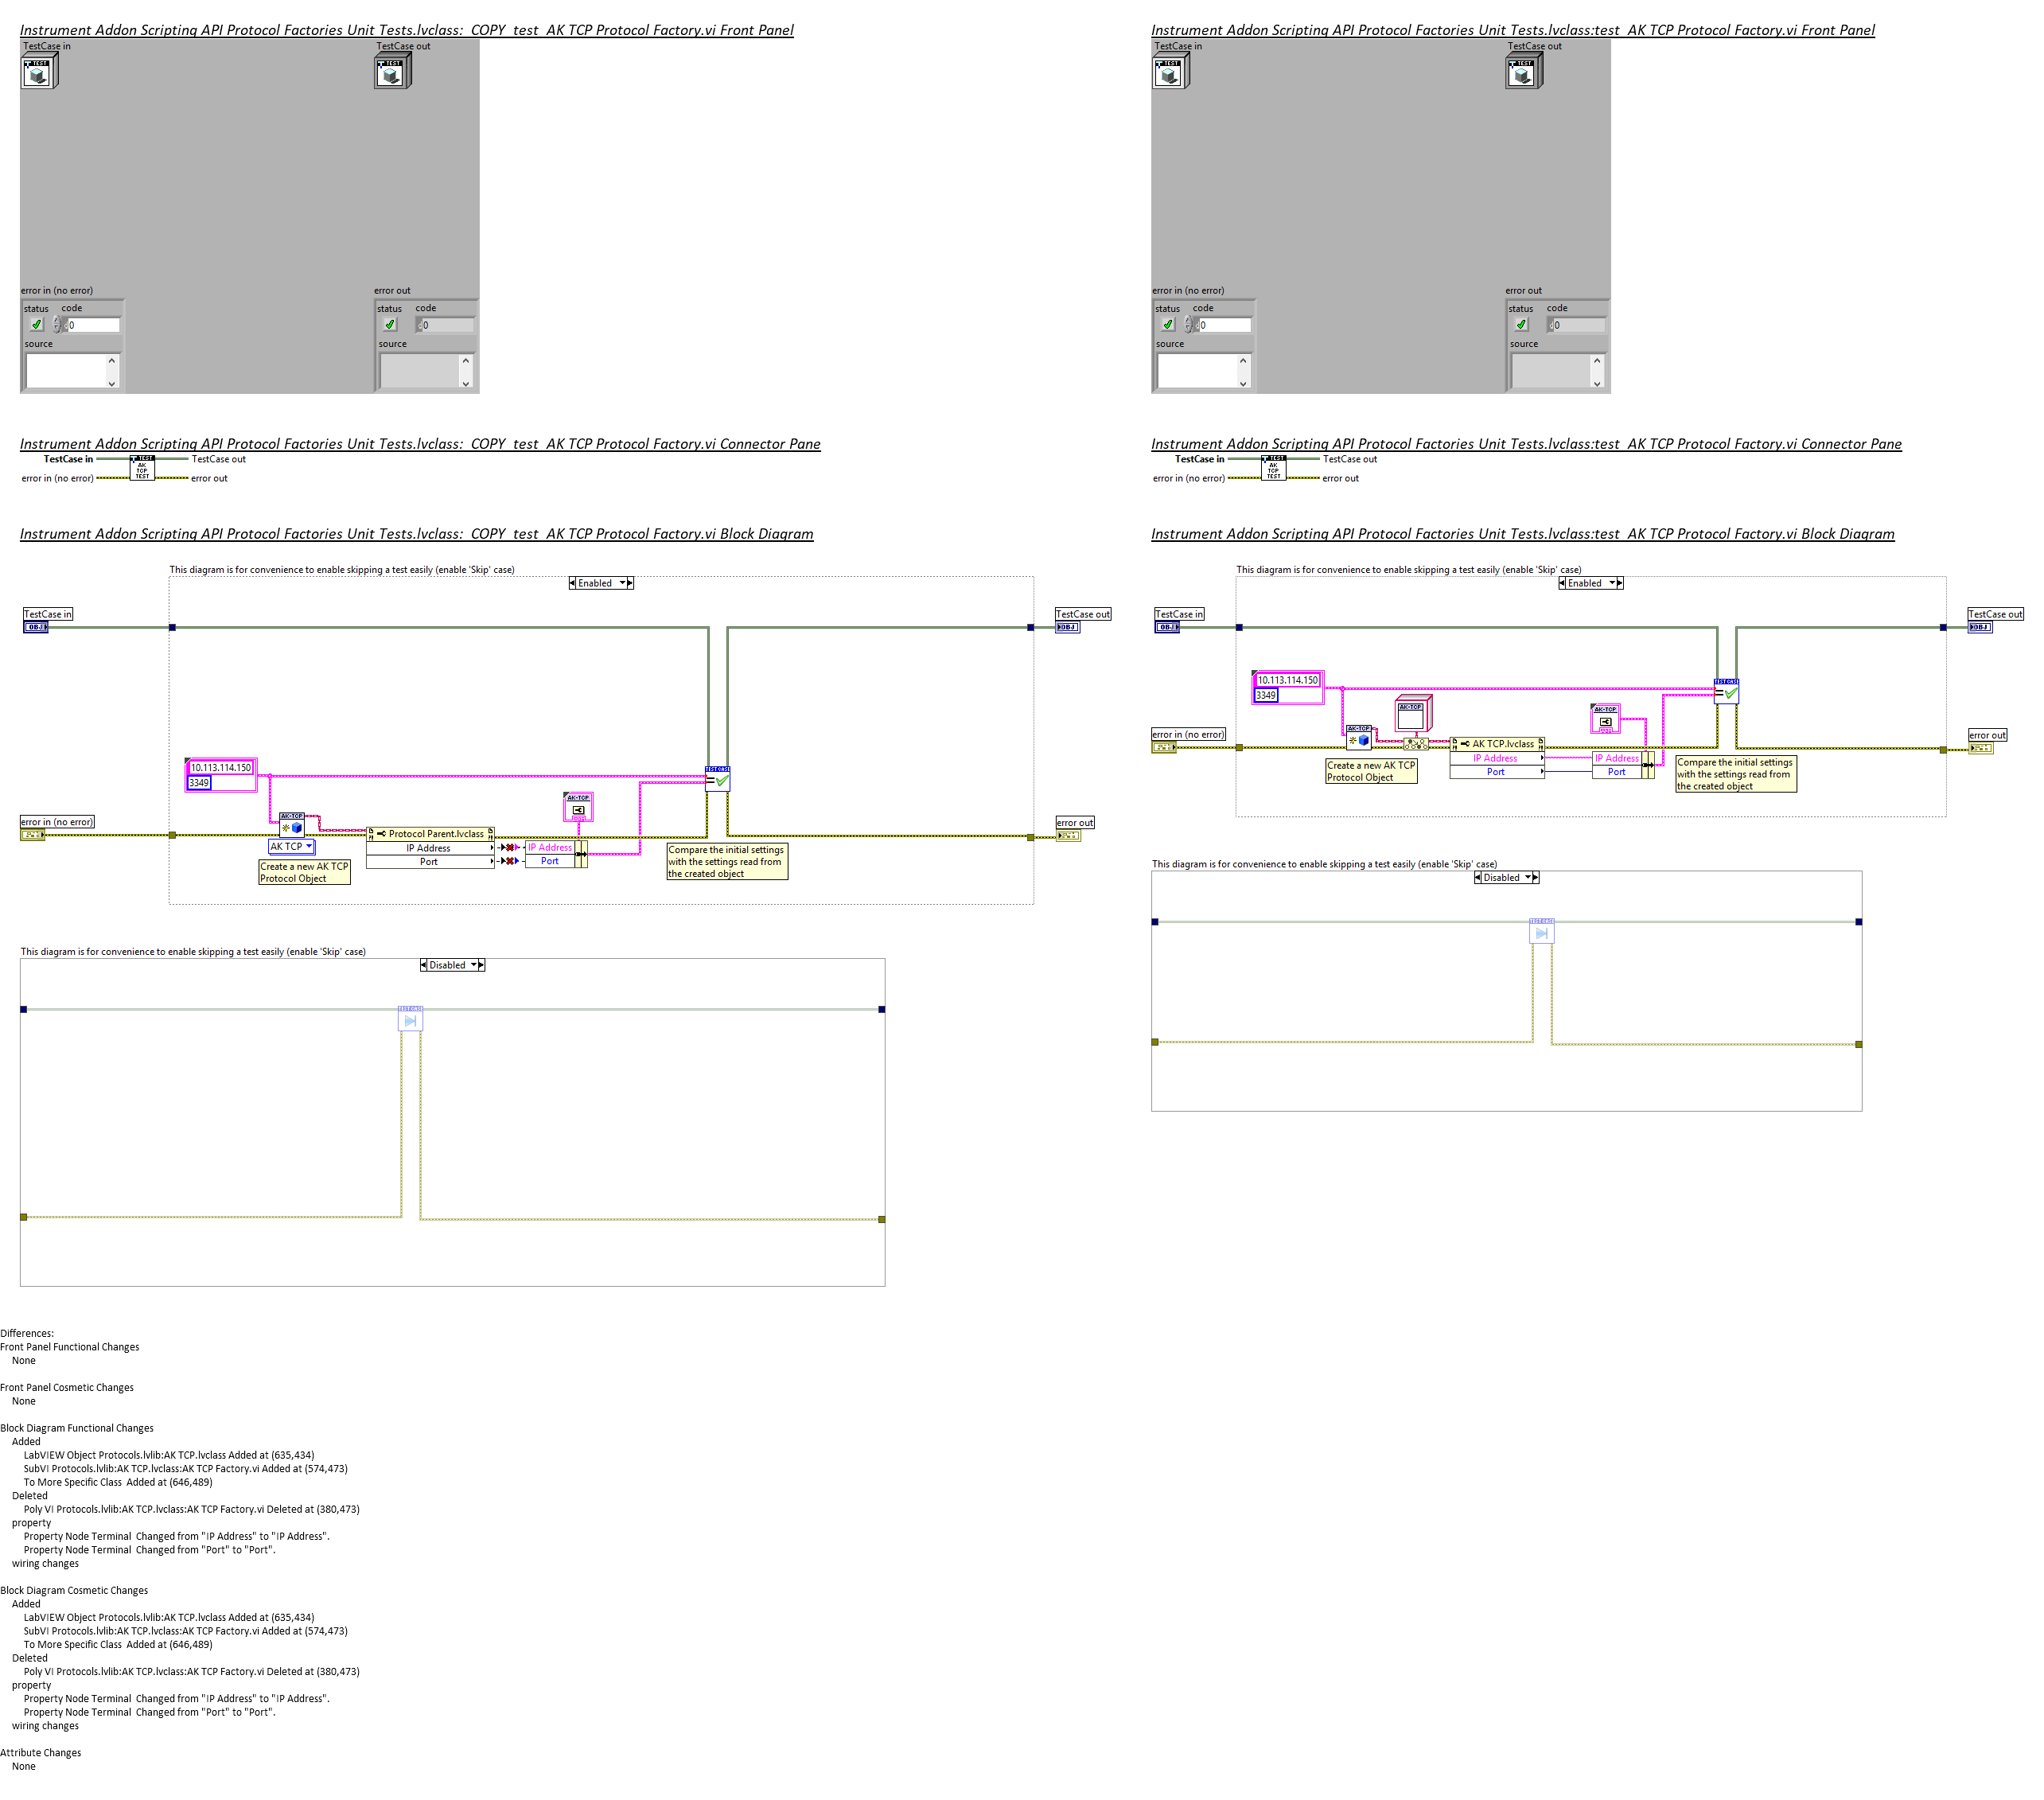 Instrument Addon Scripting API Protocol Factories Unit Tests.lvclass:_COPY_test_AK TCP Protocol Factory.vi Front Panel
TestCase in
TEST
TestCase out
TEST
error in (no error)
status code
0
source
error out
status code
0
source
Instrument Addon Scripting API Protocol Factories Unit Tests.lvclass:_COPY_test_AK TCP Protocol Factory.vi Connector Pane
TestCase in
TestCase out
TEST
AK
TCP
TEST
error in (no error)
error out
Instrument Addon Scripting API Protocol Factories Unit Tests.lvclass:_COPY_test_AK TCP Protocol Factory.vi Block Diagram
This diagram is for convenience to enable skipping a test easily (enable 'Skip' case)
Enabled
TestCase in
OBJ
TestCase out
OBJ
10.113.114.150
3349
AK-TCP
error in (no error)
AK-TCP
AK TCP
Create a new AK TCP
Protocol Object
Protocol Parent.lvclass
IP Address
Port
IP Address
Port
Compare the initial settings
with the settings read from
the created object
error out
This diagram is for convenience to enable skipping a test easily (enable 'Skip' case)
Disabled
Differences:
Front Panel Functional Changes
None
Front Panel Cosmetic Changes
None
Block Diagram Functional Changes
Added
LabVIEW Object Protocols.lvlib:AK TCP.lvclass Added at (635,434)
SubVI Protocols.lvlib:AK TCP.lvclass:AK TCP Factory.vi Added at (574,473)
To More Specific Class  Added at (646,489)
Deleted
Poly VI Protocols.lvlib:AK TCP.lvclass:AK TCP Factory.vi Deleted at (380,473)
property
Property Node Terminal  Changed from "IP Address" to "IP Address".
Property Node Terminal  Changed from "Port" to "Port".
wiring changes
Block Diagram Cosmetic Changes
Added
LabVIEW Object Protocols.lvlib:AK TCP.lvclass Added at (635,434)
SubVI Protocols.lvlib:AK TCP.lvclass:AK TCP Factory.vi Added at (574,473)
To More Specific Class  Added at (646,489)
Deleted
Poly VI Protocols.lvlib:AK TCP.lvclass:AK TCP Factory.vi Deleted at (380,473)
property
Property Node Terminal  Changed from "IP Address" to "IP Address".
Property Node Terminal  Changed from "Port" to "Port".
wiring changes
Attribute Changes
None
Instrument Addon Scripting API Protocol Factories Unit Tests.lvclass:test_AK TCP Protocol Factory.vi Front Panel
TestCase in
TEST
TestCase out
TEST
error in (no error)
status code
0
source
error out
status code
0
source
Instrument Addon Scripting API Protocol Factories Unit Tests.lvclass:test_AK TCP Protocol Factory.vi Connector Pane
TestCase in
TestCase out
TEST
AK
TCP
TEST
error in (no error)
error out
Instrument Addon Scripting API Protocol Factories Unit Tests.lvclass:test_AK TCP Protocol Factory.vi Block Diagram
This diagram is for convenience to enable skipping a test easily (enable 'Skip' case)
Enabled
TestCase in
OBJ
TestCase out
OBJ
10.113.114.150
3349
AK-TCP
AK-TCP
error in (no error)
AK-TCP
Create a new AK TCP
Protocol Object
AK TCP.lvclass
IP Address
Port
IP Address
Port
Compare the initial settings
with the settings read from
the created object
error out
This diagram is for convenience to enable skipping a test easily (enable 'Skip' case)
Disabled